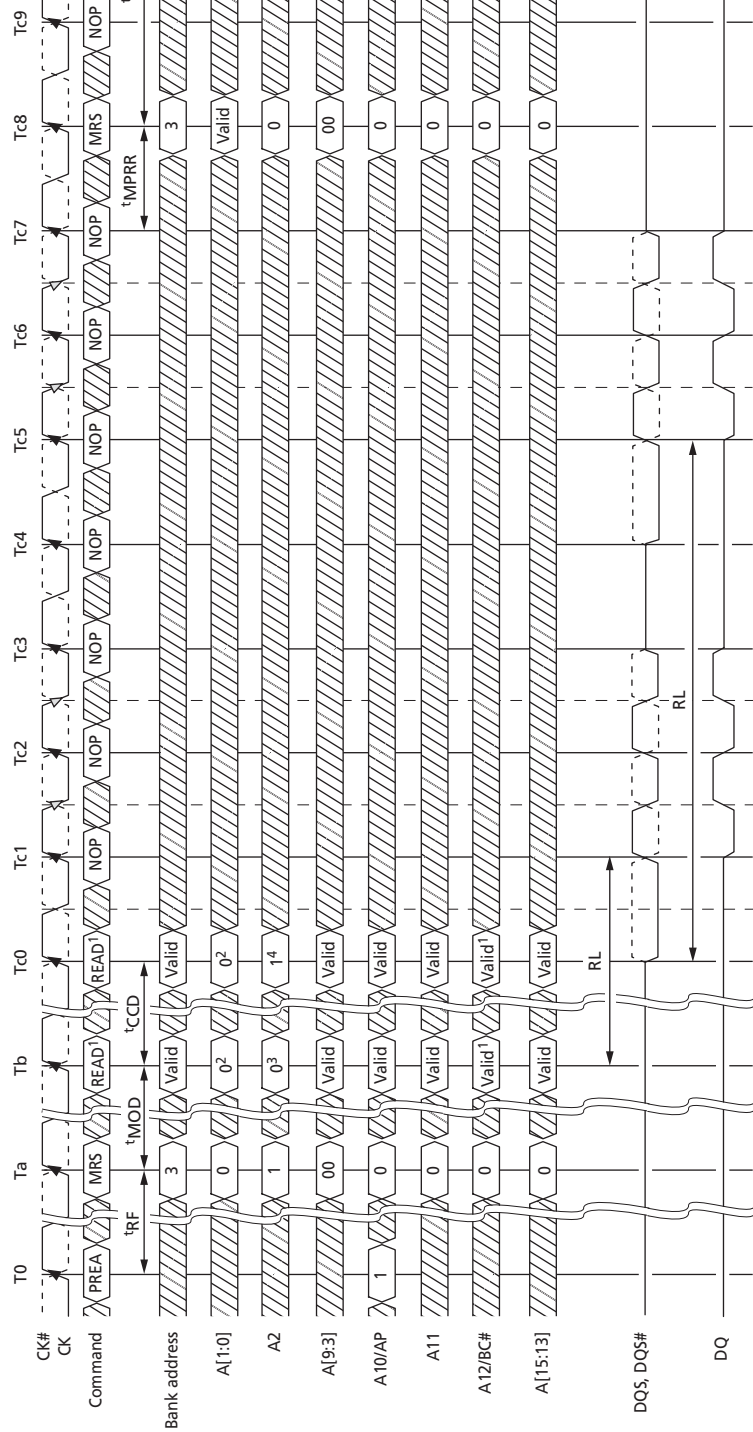 T0 Ta Tb Tc0 Tc1 Tc2 Tc3 Tc4 Tc5 Tc6 Tc7 Tc8 Tc9
CK#
CK
Command PREA MRS READ1 READ1 NOP NOP NOP NOP NOP NOP NOP MRS NOP
tRF tMOD tCCD tMPRR t
Bank address 3 Valid Valid 3
A[1:0] 0 0² 0² Valid
A2 1 0³ 1⁴ 0
A[9:3] 00 Valid Valid 00
A10/AP 1 0 Valid Valid 0
A11 0 Valid Valid 0
A12/BC# 0 Valid1 Valid1 0
A[15:13] 0 Valid Valid 0
RL
DQS, DQS#
RL
DQ